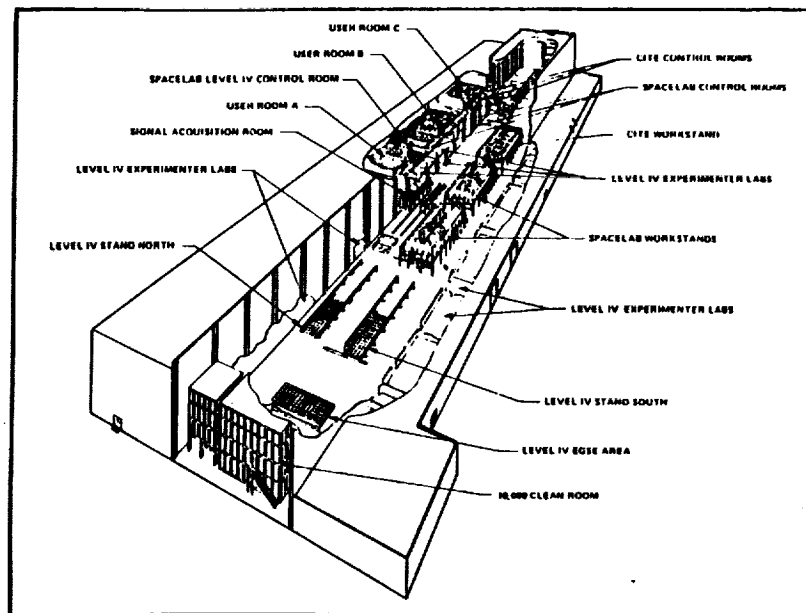 USER ROOM C
USER ROOM B
SPACELAB LEVEL IV CONTROL ROOM
USER ROOM A
SIGNAL ACQUISITION ROOM
LEVEL IV EXPERIMENTER LABS
LEVEL IV STAND NORTH
CITE CONTROL ROOMS
SPACELAB CONTROL ROOMS
CITE WORKSTAND
LEVEL IV EXPERIMENTER LABS
SPACELAB WORKSTANDS
LEVEL IV EXPERIMENTER LABS
LEVEL IV STAND SOUTH
LEVEL IV EGSE AREA
10,000 CLEAN ROOM